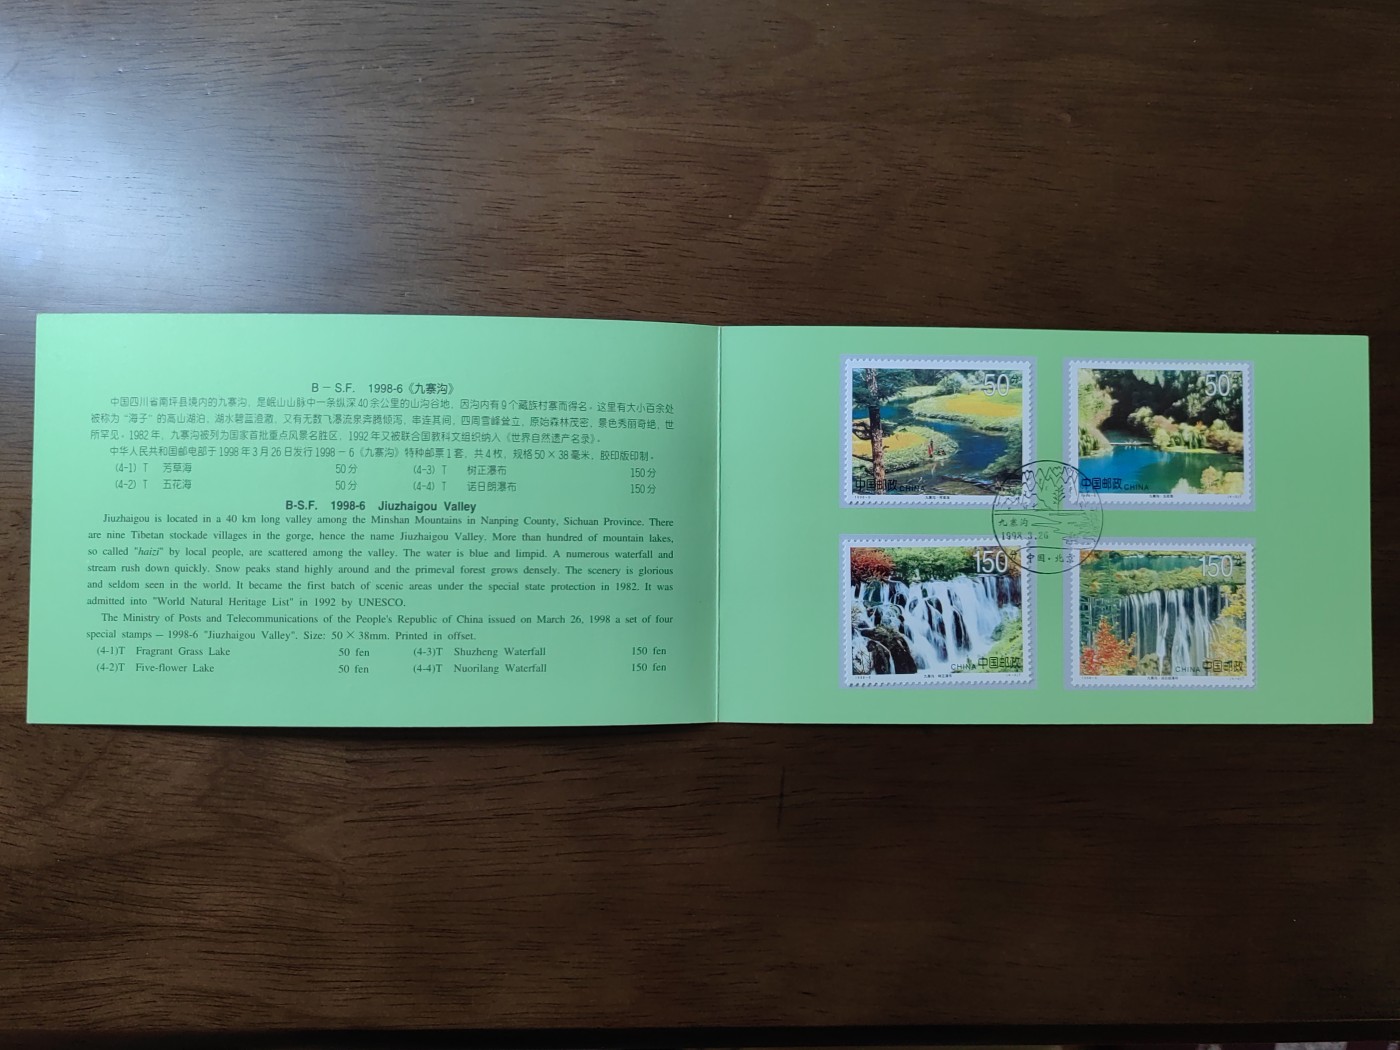 B－S.F. 1998-6《九寨沟》
中国四川省南坪县境内的九寨沟，是岷山山脉中一条纵深40余公里的山沟谷地，因沟内有9个藏族村寨而得名。这里有大小百余处
被称为“海子”的高山湖泊，湖水碧蓝澄澈，又有无数飞瀑流泉奔腾倾泻，串连其间，四周雪峰耸立，原始森林茂密，景色秀丽奇绝，世
所罕见。1982年，九寨沟被列为国家首批重点风景名胜区，1992年又被联合国教科文组织纳入《世界自然遗产名录》。
中华人民共和国邮电部于1998年3月26日发行1998－6《九寨沟》特种邮票1套，共4枚，规格50×38毫米，胶印版印制。
(4-1) T 芳草海 50分 (4-3) T 树正瀑布 150分
(4-2) T 五花海 50分 (4-4) T 诺日朗瀑布 150分
B-S.F. 1998-6 Jiuzhaigou Valley
Jiuzhaigou is located in a 40 km long valley among the Minshan Mountains in Nanping County, Sichuan Province. There
are nine Tibetan stockade villages in the gorge, hence the name Jiuzhaigou Valley. More than hundred of mountain lakes,
so called "haizi" by local people, are scattered among the valley. The water is blue and limpid. A numerous waterfall and
stream rush down quickly. Snow peaks stand highly around and the primeval forest grows densely. The scenery is glorious
and seldom seen in the world. It became the first batch of scenic areas under the special state protection in 1982. It was
admitted into "World Natural Heritage List" in 1992 by UNESCO.
The Ministry of Posts and Telecommunications of the People's Republic of China issued on March 26, 1998 a set of four
special stamps — 1998-6 "Jiuzhaigou Valley". Size: 50×38mm. Printed in offset.
(4-1)T Fragrant Grass Lake 50 fen (4-3)T Shuzheng Waterfall 150 fen
(4-2)T Five-flower Lake 50 fen (4-4)T Nuorilang Waterfall 150 fen
50分
中国邮政 CHINA
50分
中国邮政 CHINA
九寨沟
1998.3.26
中国·北京
150分
CHINA 中国邮政
150分
CHINA 中国邮政